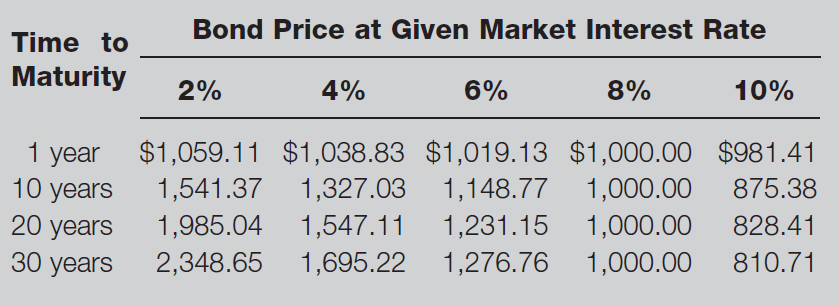 Bond Price at Given Market Interest Rate
Time to
Maturity
2% 4% 6% 8% 10%
1 year $1,059.11 $1,038.83 $1,019.13 $1,000.00 $981.41
10 years 1,541.37 1,327.03 1,148.77 1,000.00 875.38
20 years 1,985.04 1,547.11 1,231.15 1,000.00 828.41
30 years 2,348.65 1,695.22 1,276.76 1,000.00 810.71